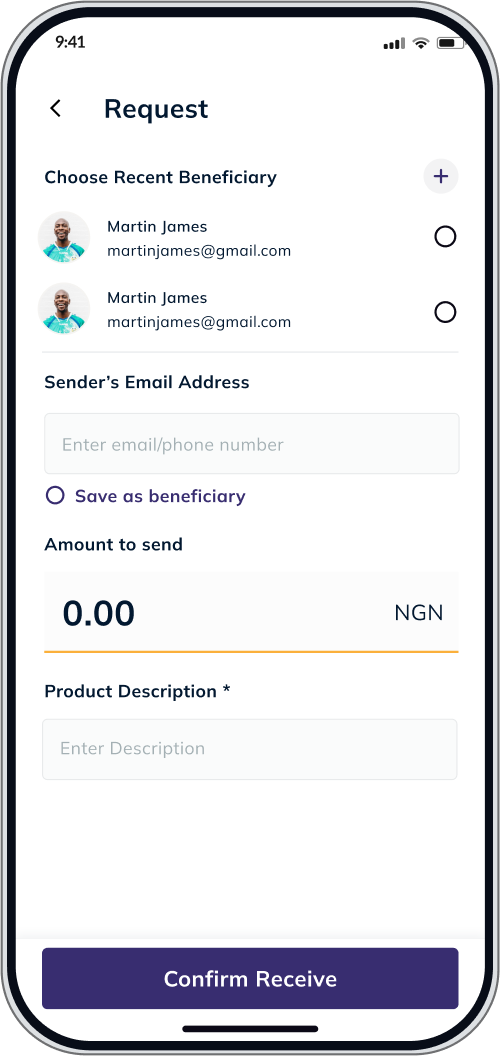 9:41
Request
Choose Recent Beneficiary
Martin James
martinjames@gmail.com
Martin James
martinjames@gmail.com
Sender’s Email Address
Enter email/phone number
Save as beneficiary
Amount to send
0.00 NGN
Product Description *
Enter Description
Confirm Receive